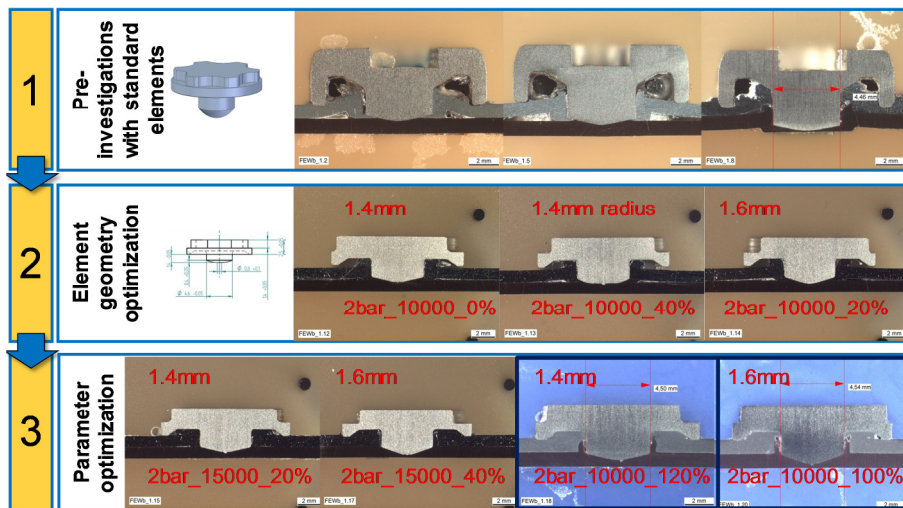 1
Pre-
investigations
with standard
elements
FEWb_1.2
2 mm
FEWb_1.5
2 mm
4.46 mm
FEWb_1.8
2 mm
2
Element
geometry
optimization
1.4mm
2bar_10000_0%
FEWb_1.12
2 mm
1.4mm radius
2bar_10000_40%
FEWb_1.13
2 mm
1.6mm
2bar_10000_20%
FEWb_1.14
2 mm
3
Parameter
optimization
1.4mm
2bar_15000_20%
FEWb_1.15
2 mm
1.6mm
2bar_15000_40%
FEWb_1.17
2 mm
1.4mm
4,50 mm
2bar_10000_120%
FEWb_1.18
2 mm
1.6mm
4,54 mm
2bar_10000_100%
FEWb_1.20
2 mm